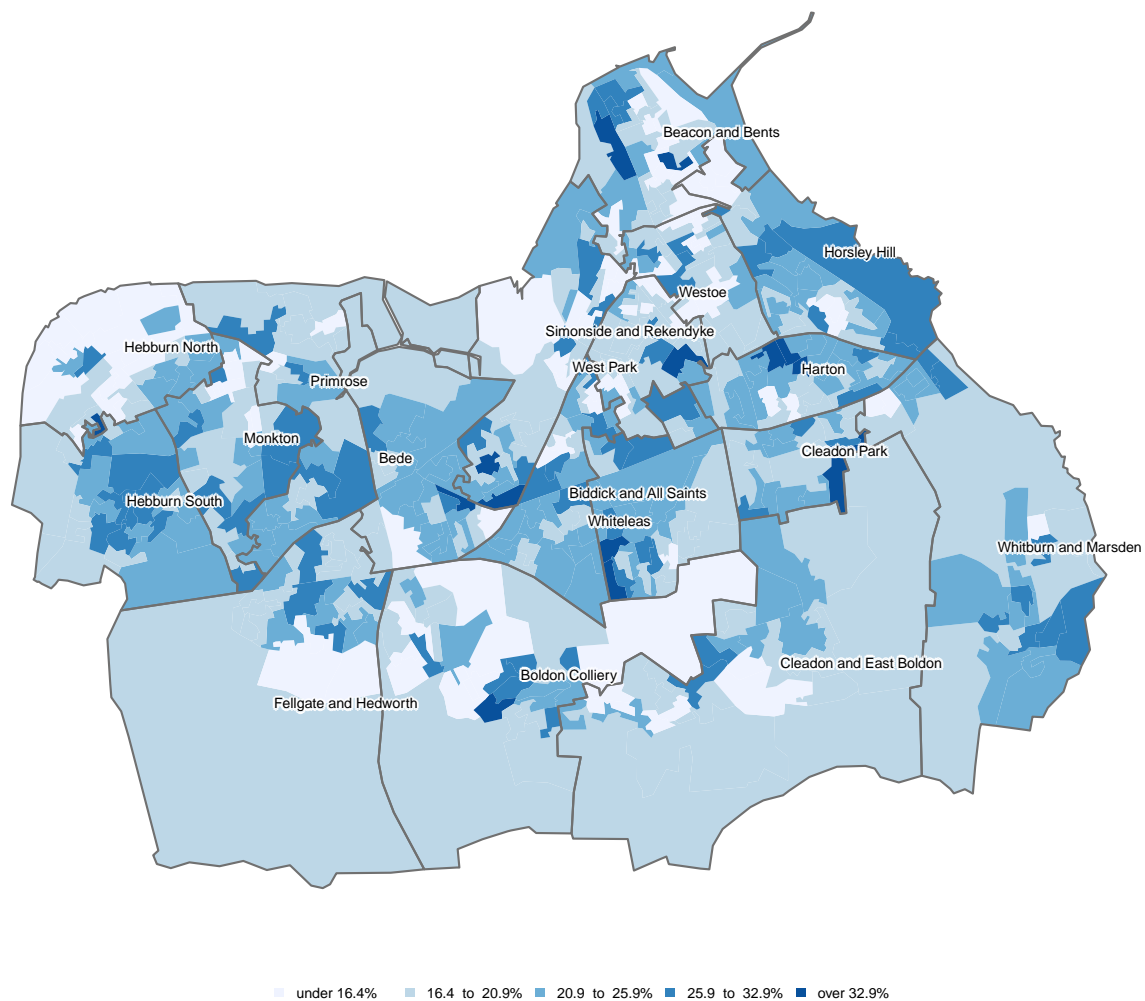 Beacon and Bents
Horsley Hill
Westoe
Simonside and Rekendyke
Hebburn North
West Park
Harton
Primrose
Monkton
Cleadon Park
Bede
Biddick and All Saints
Hebburn South
Whiteleas
Whitburn and Marsden
Cleadon and East Boldon
Boldon Colliery
Fellgate and Hedworth
under 16.4% 16.4 to 20.9% 20.9 to 25.9% 25.9 to 32.9% over 32.9%